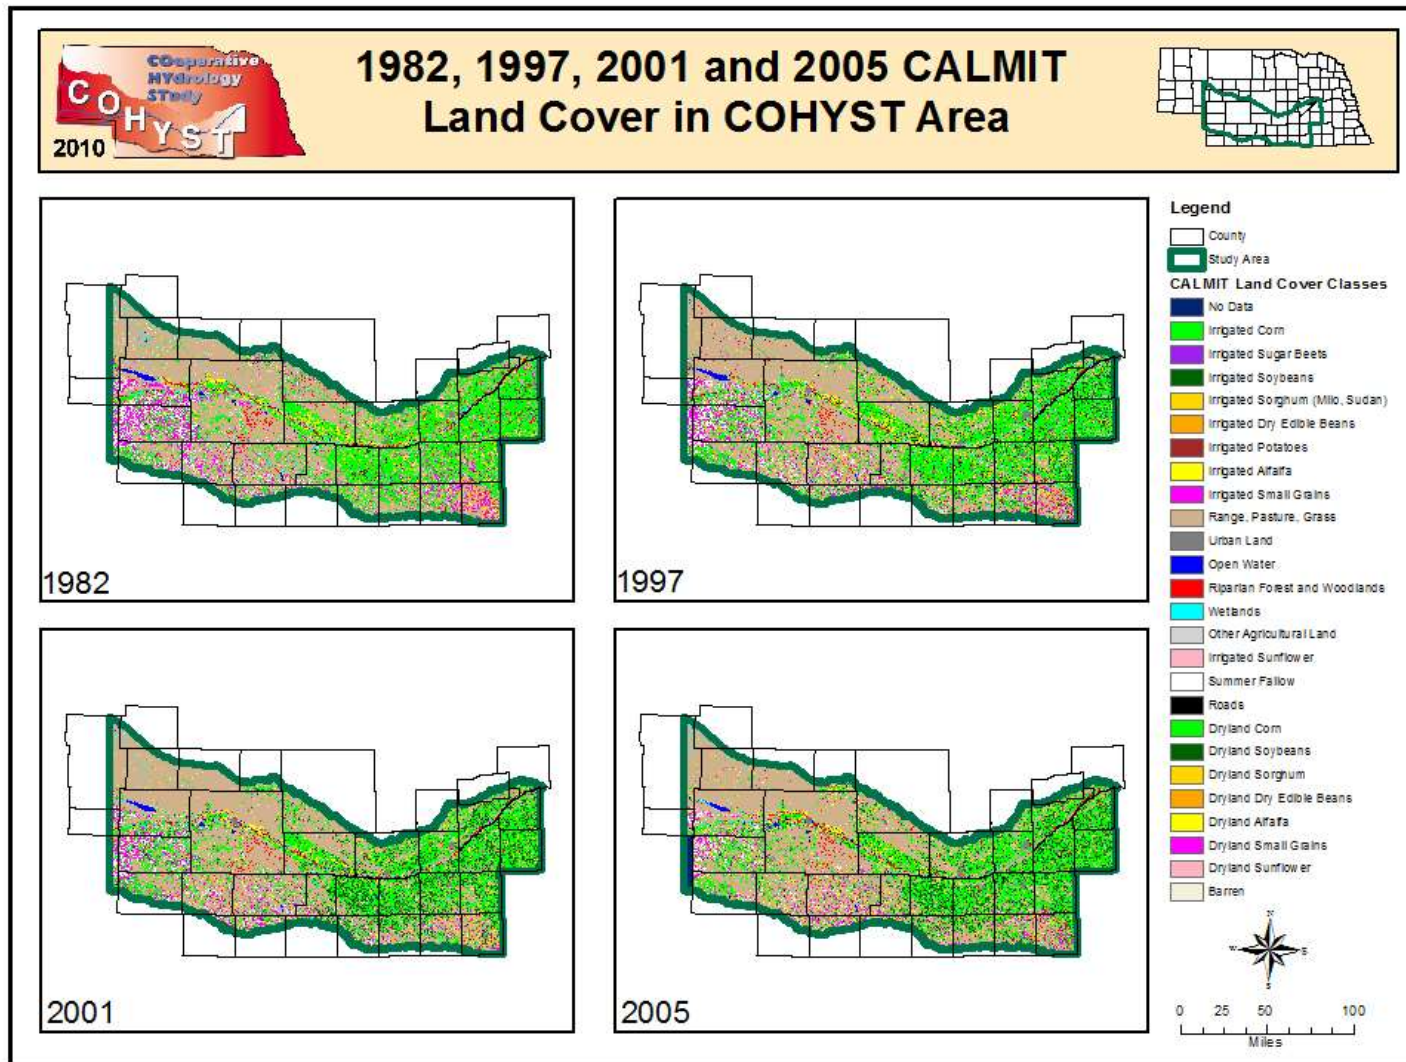 COoperative
HYdrology
STudy
COHYST
2010
1982, 1997, 2001 and 2005 CALMIT
Land Cover in COHYST Area
1982
1997
2001
2005
Legend
County
Study Area
CALMIT Land Cover Classes
No Data
Irrigated Corn
Irrigated Sugar Beets
Irrigated Soybeans
Irrigated Sorghum (Milo, Sudan)
Irrigated Dry Edible Beans
Irrigated Potatoes
Irrigated Alfalfa
Irrigated Small Grains
Range, Pasture, Grass
Urban Land
Open Water
Riparian Forest and Woodlands
Wetlands
Other Agricultural Land
Irrigated Sunflower
Summer Fallow
Roads
Dryland Corn
Dryland Soybeans
Dryland Sorghum
Dryland Dry Edible Beans
Dryland Alfalfa
Dryland Small Grains
Dryland Sunflower
Barren
N
W E
S
0 25 50 100
Miles